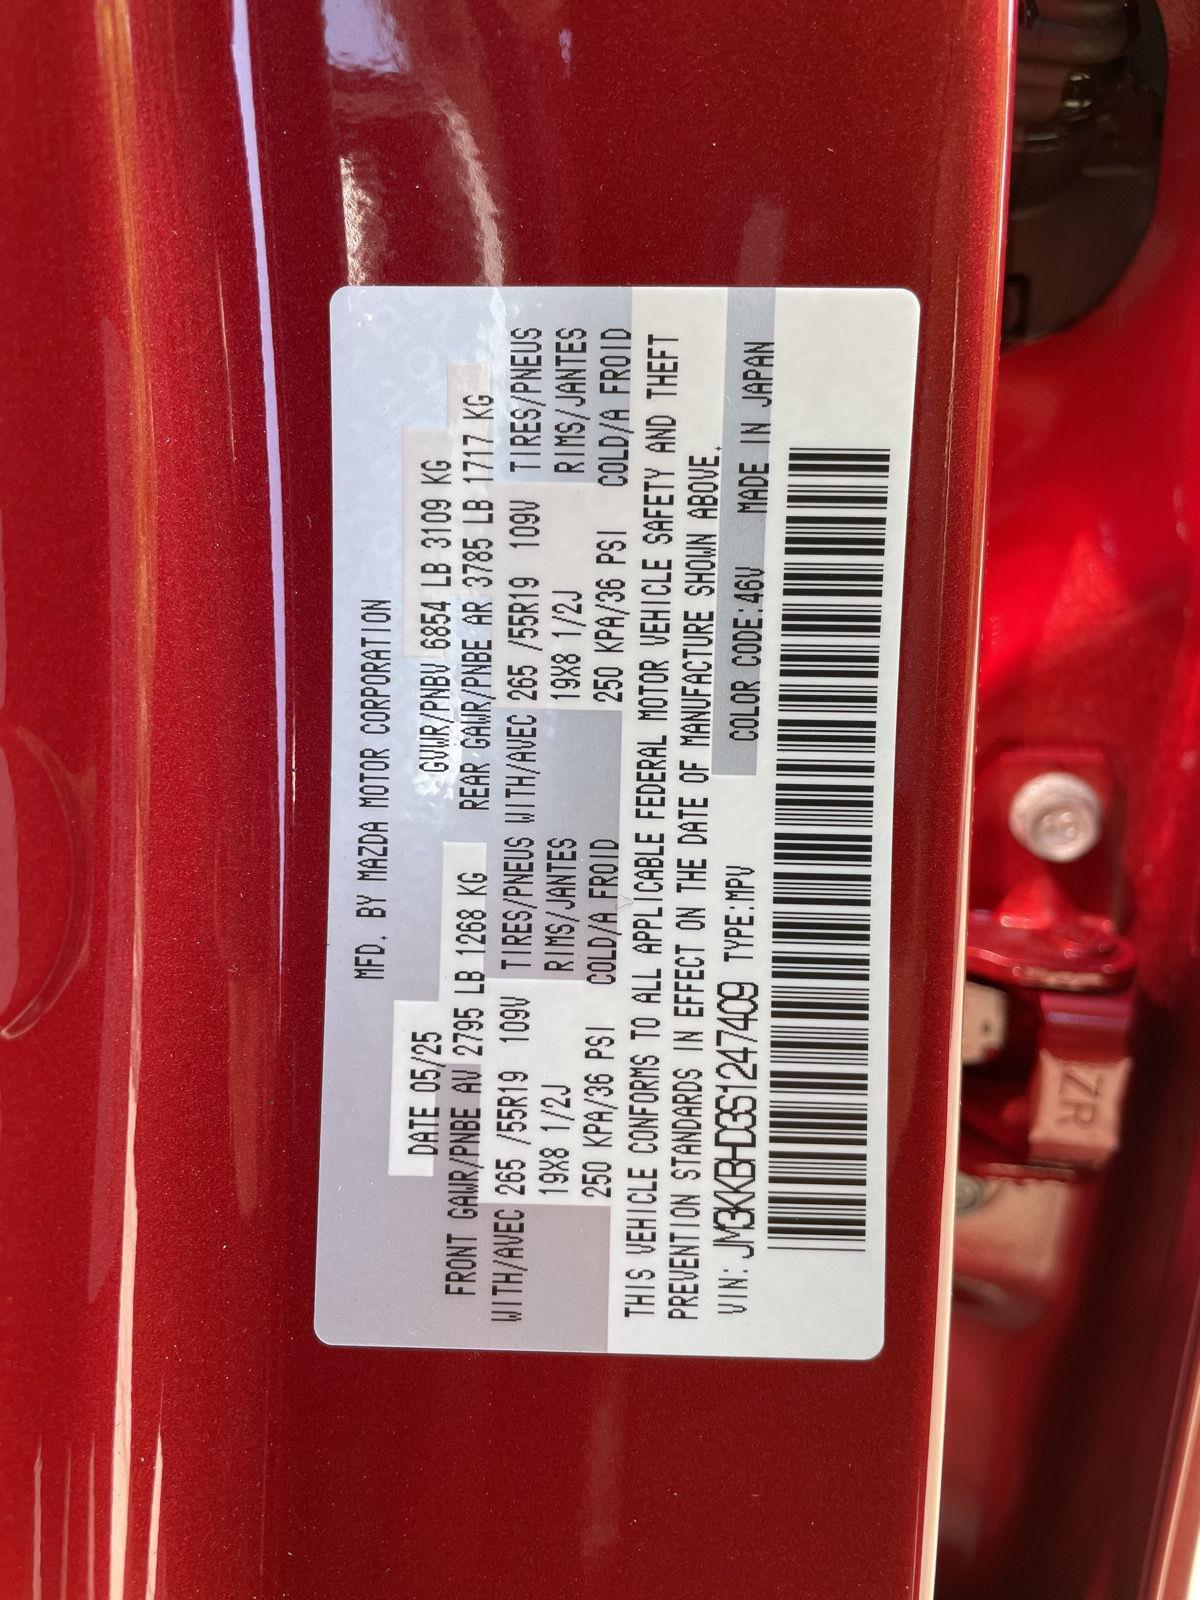 MFD. BY MAZDA MOTOR CORPORATION
DATE 05/25 GVWR/PNBV 6854 LB 3109 KG
FRONT GAWR/PNBE AV 2795 LB 1268 KG REAR GAWR/PNBE AR 3785 LB 1717 KG
WITH/AVEC 265 /55R19 109V TIRES/PNEUS WITH/AVEC 265 /55R19 109V TIRES/PNEUS
19X8 1/2J RIMS/JANTES 19X8 1/2J RIMS/JANTES
250 KPA/36 PSI COLD/A FROID 250 KPA/36 PSI COLD/A FROID
THIS VEHICLE CONFORMS TO ALL APPLICABLE FEDERAL MOTOR VEHICLE SAFETY AND THEFT
PREVENTION STANDARDS IN EFFECT ON THE DATE OF MANUFACTURE SHOWN ABOVE.
VIN: JM3KKBHD3S1247409 TYPE:MPV COLOR CODE:46V MADE IN JAPAN
ZR